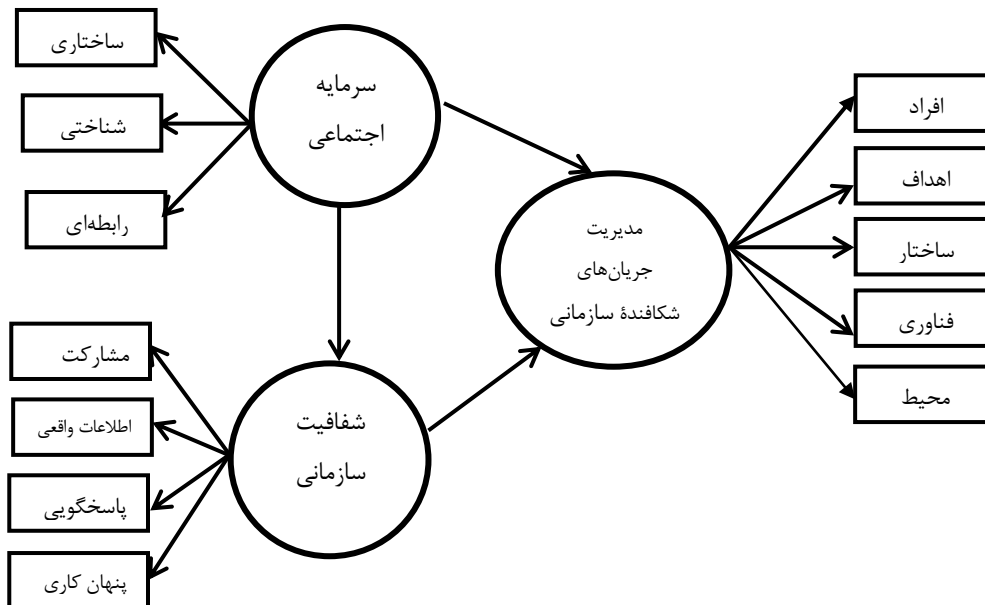 ساختاری
شناختی
رابطه‌ای
سرمایه
اجتماعی
مدیریت
جریان‌های
شکافندهٔ سازمانی
افراد
اهداف
ساختار
فناوری
محیط
مشارکت
اطلاعات واقعی
پاسخگویی
پنهان کاری
شفافیت
سازمانی